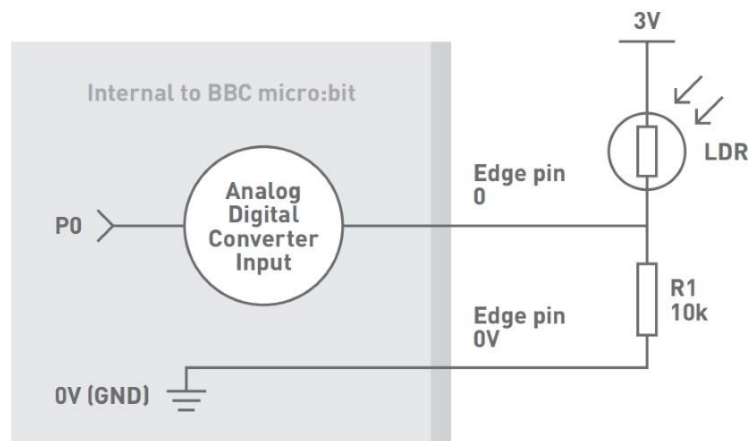 3V
Internal to BBC micro:bit
LDR
Edge pin
0
Analog
Digital
Converter
Input
P0
R1
10k
Edge pin
0V
0V (GND)